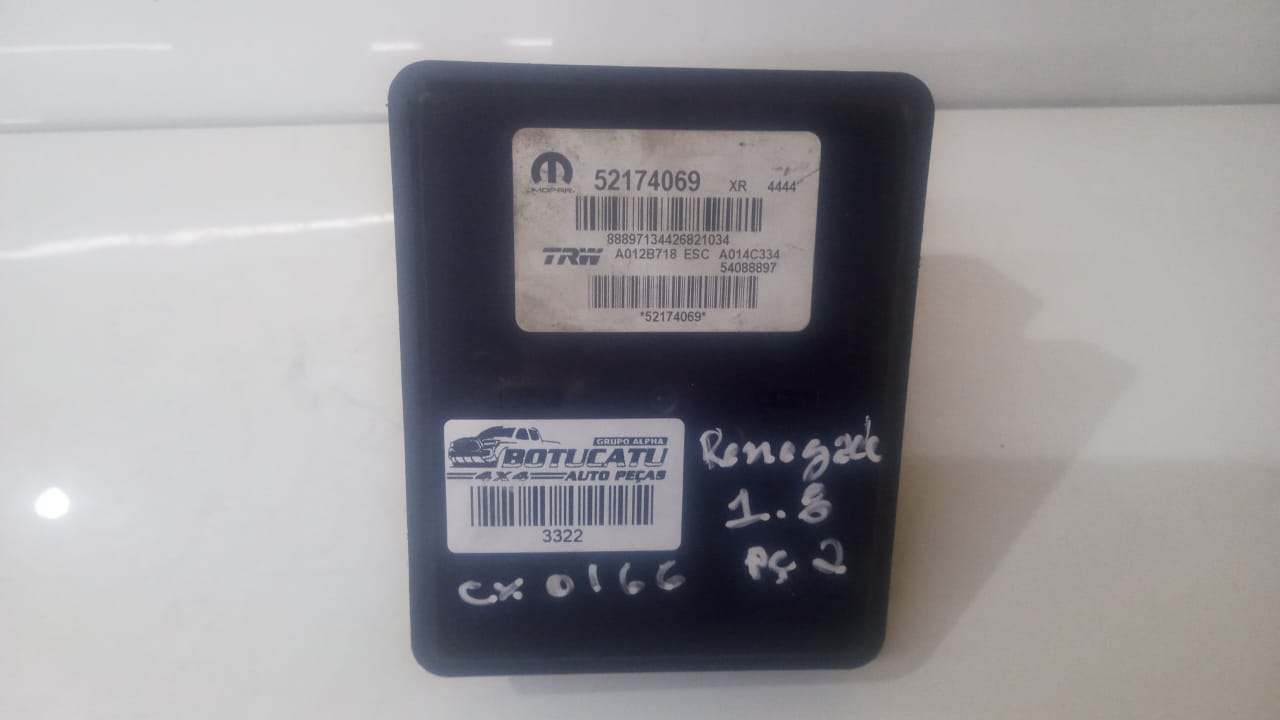 52174069 XR 4444
MOPAR
88897134426821034
TRW A012B718 ESC A014C334
54088897
*52174069*
GRUPO ALPHA
BOTUCATU
4X4 AUTO PEÇAS
3322
Renegade
1.8
PÇ 2
CX 0166